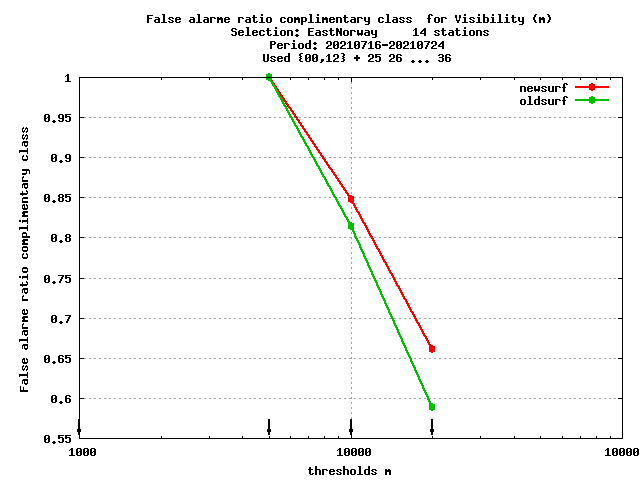 False alarme ratio complimentary class  for Visibility (m)
Selection: EastNorway     14 stations
Period: 20210716-20210724
Used {00,12} + 25 26 ... 36
newsurf
oldsurf
1
0.95
0.9
0.85
0.8
0.75
0.7
0.65
0.6
0.55
False alarme ratio complimentary class
1000 10000 10000
thresholds m